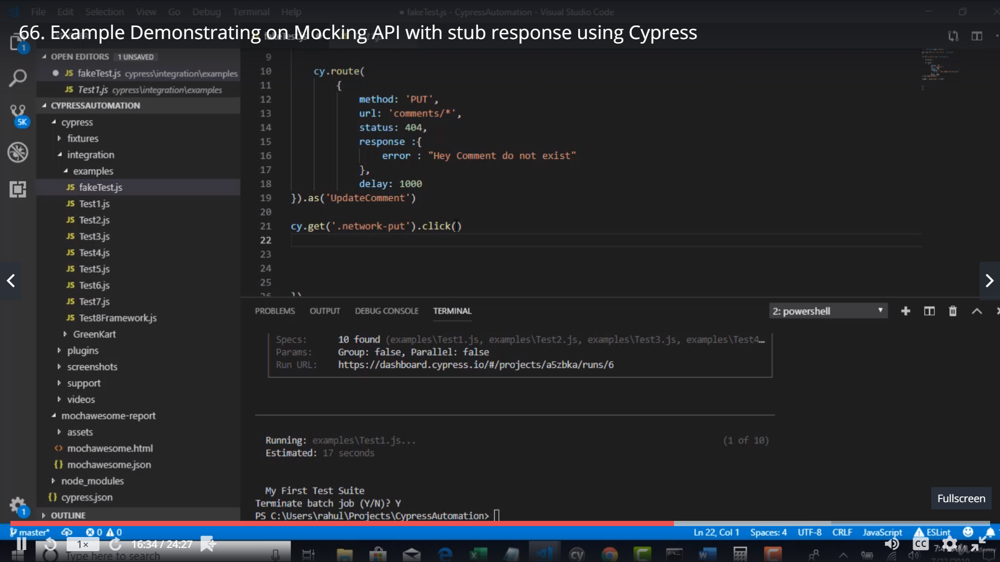 File Edit Selection View Go Debug Terminal Help
● fakeTest.js - CypressAutomation - Visual Studio Code
66. Example Demonstrating on Mocking API with stub response using Cypress
1
OPEN EDITORS 1 UNSAVED
JS fakeTest.js cypress\integration\examples
JS Test1.js cypress\integration\examples
CYPRESSAUTOMATION
5K
cypress
fixtures
integration
examples
JS fakeTest.js
JS Test1.js
JS Test2.js
JS Test3.js
JS Test4.js
JS Test5.js
JS Test6.js
JS Test7.js
JS Test8Framework.js
GreenKart
plugins
screenshots
support
videos
mochawesome-report
assets
<> mochawesome.html
{} mochawesome.json
node_modules
{} cypress.json
1
OUTLINE
9
10 cy.route(
11 {
12 method: 'PUT',
13 url: 'comments/*',
14 status: 404,
15 response :{
16 error : "Hey Comment do not exist"
17 },
18 delay: 1000
19 }).as('UpdateComment')
20
21 cy.get('.network-put').click()
22
23
24
25
26 })
PROBLEMS OUTPUT DEBUG CONSOLE TERMINAL 2: powershell
Specs: 10 found (examples\Test1.js, examples\Test2.js, examples\Test3.js, examples\Test4…
Params: Group: false, Parallel: false
Run URL: https://dashboard.cypress.io/#/projects/a5zbka/runs/6
Running: examples\Test1.js... (1 of 10)
Estimated: 17 seconds
My First Test Suite
Terminate batch job (Y/N)? Y
PS C:\Users\rahul\Projects\CypressAutomation>
Fullscreen
master* 0 0 Ln 22, Col 1 Spaces: 4 UTF-8 CRLF JavaScript ESLint
1× 16:34 / 24:27 CC
Type here to search